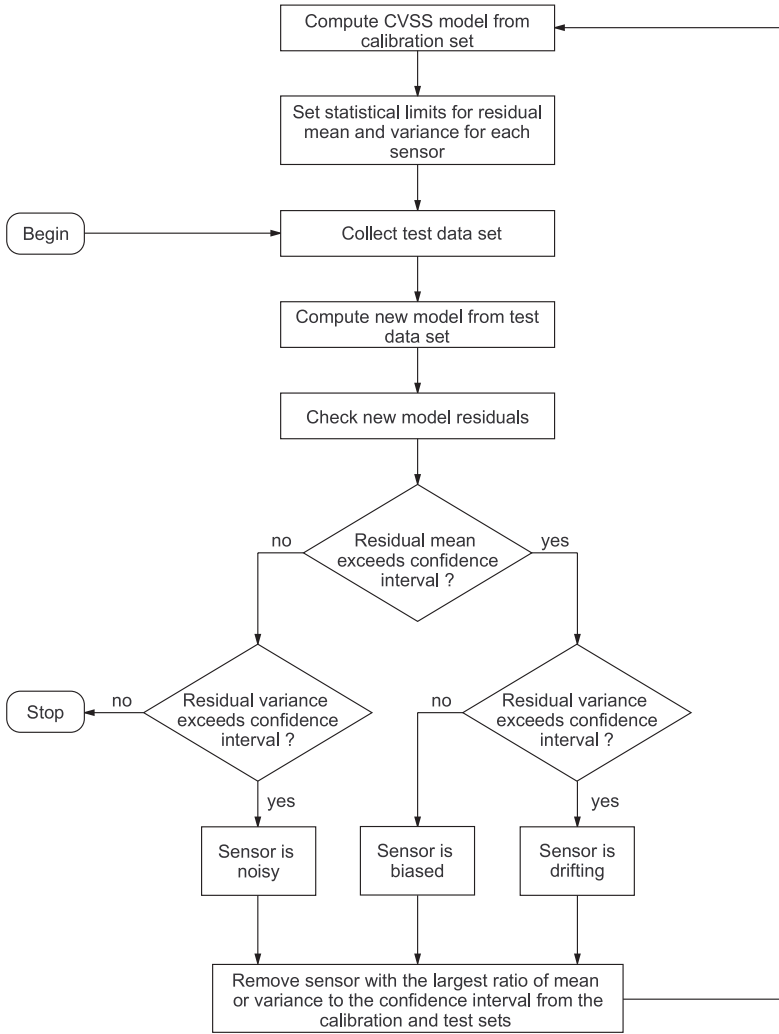 Compute CVSS model from
calibration set
Set statistical limits for residual
mean and variance for each
sensor
Begin
Collect test data set
Compute new model from test
data set
Check new model residuals
no
Residual mean
exceeds confidence
interval ?
yes
Stop
no
Residual variance
exceeds confidence
interval ?
no
Residual variance
exceeds confidence
interval ?
yes
yes
Sensor is
noisy
Sensor is
biased
Sensor is
drifting
Remove sensor with the largest ratio of mean
or variance to the confidence interval from the
calibration and test sets